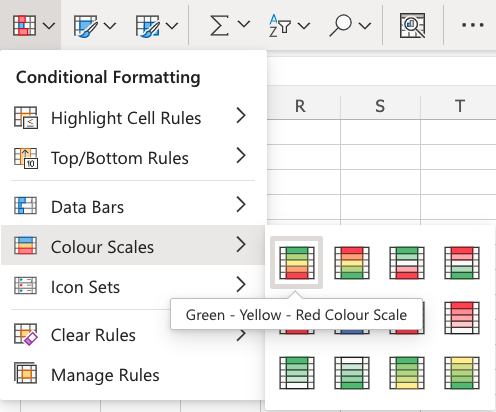 Conditional Formatting
Highlight Cell Rules
Top/Bottom Rules
Data Bars
Colour Scales
Icon Sets
Clear Rules
Manage Rules
R S T
Green - Yellow - Red Colour Scale
A
Z
10